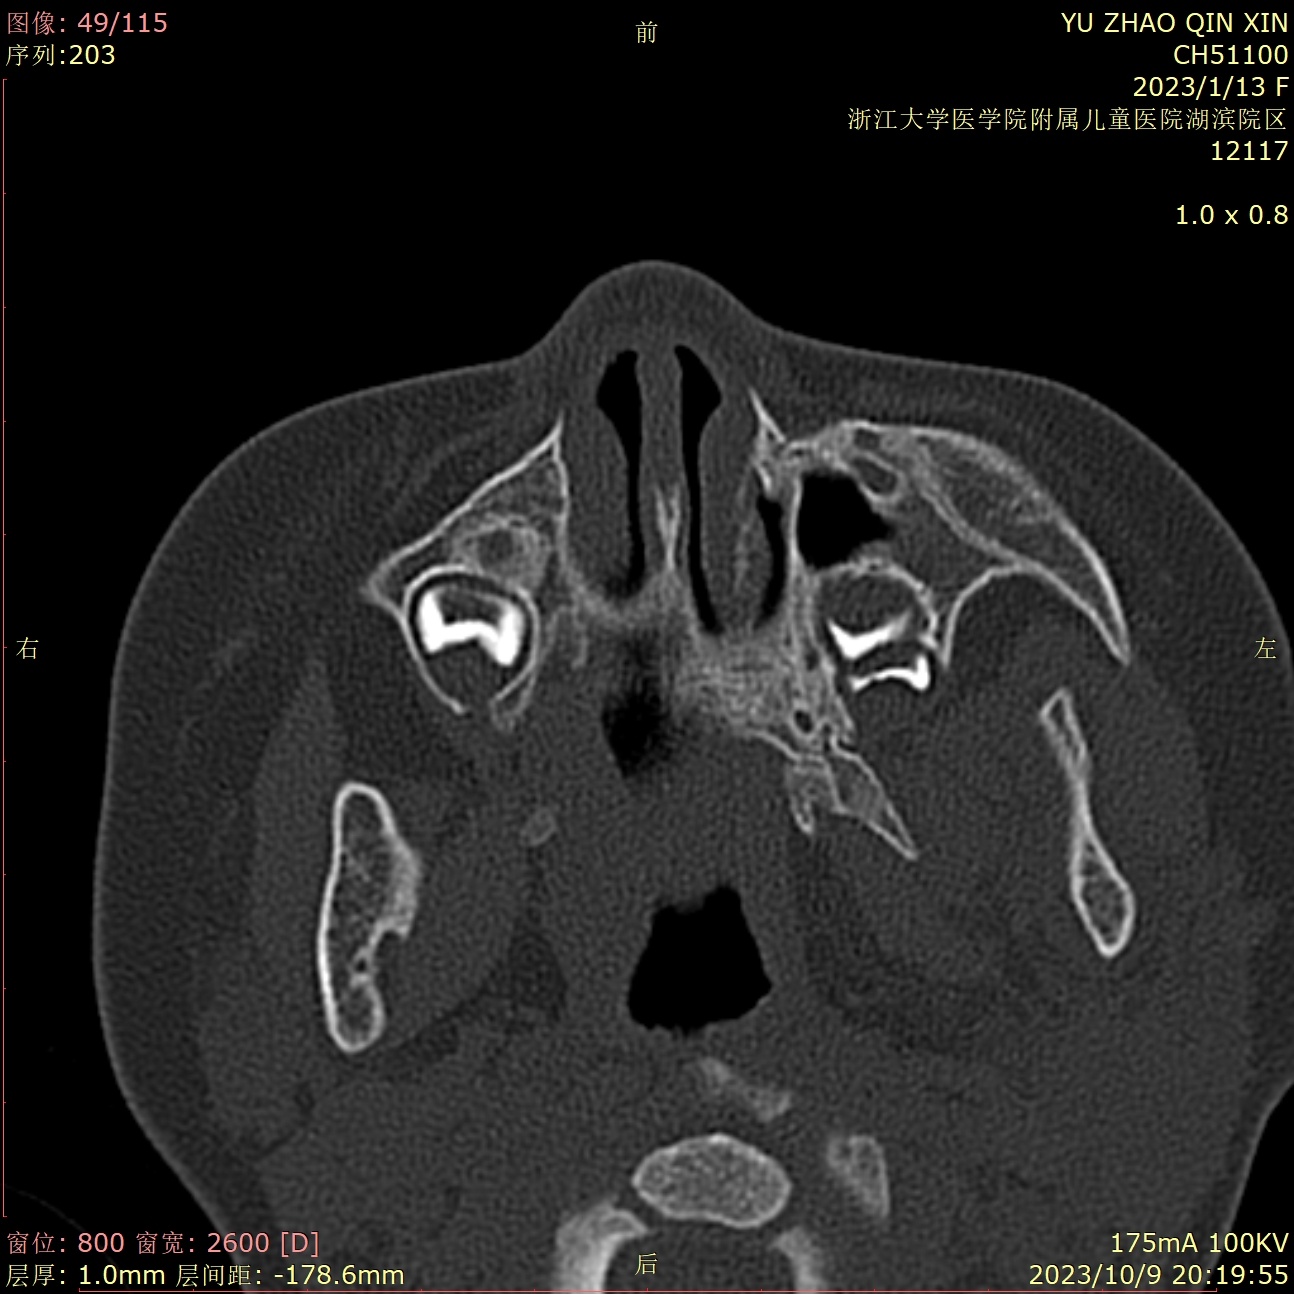 图像: 49/115
序列:203
前
YU ZHAO QIN XIN
CH51100
2023/1/13 F
浙江大学医学院附属儿童医院湖滨院区
12117
1.0 x 0.8
右
左
窗位: 800 窗宽: 2600 [D]
层厚: 1.0mm 层间距: -178.6mm
后
175mA 100KV
2023/10/9 20:19:55